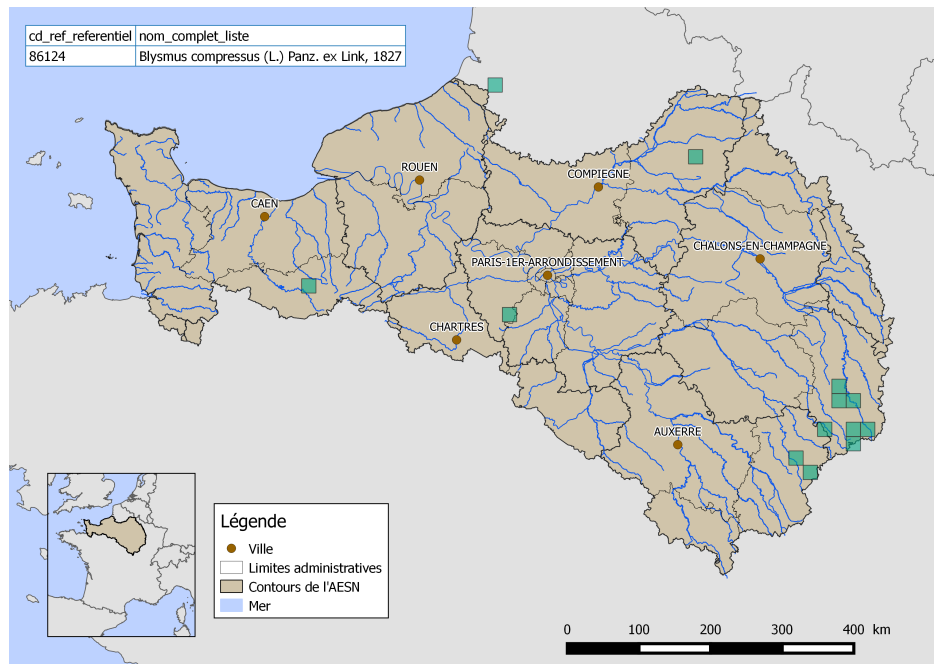 cd_ref_referentiel nom_complet_liste
86124 Blysmus compressus (L.) Panz. ex Link, 1827
ROUEN
COMPIEGNE
CAEN
CHALONS-EN-CHAMPAGNE
PARIS-1ER-ARRONDISSEMENT
CHARTRES
AUXERRE
Légende
Ville
Limites administratives
Contours de l'AESN
Mer
0 100 200 300 400 km